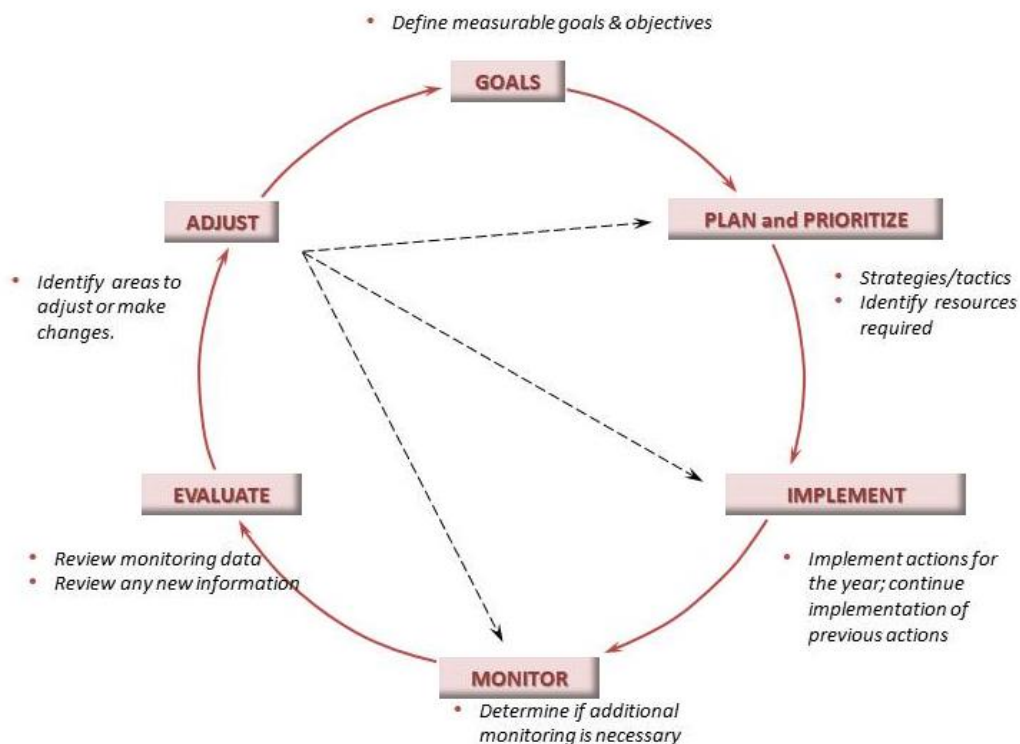 • Define measurable goals & objectives
GOALS
PLAN and PRIORITIZE
• Strategies/tactics
• Identify resources
required
IMPLEMENT
• Implement actions for
the year; continue
implementation of
previous actions
MONITOR
• Determine if additional
monitoring is necessary
EVALUATE
• Review monitoring data
• Review any new information
ADJUST
• Identify areas to
adjust or make
changes.